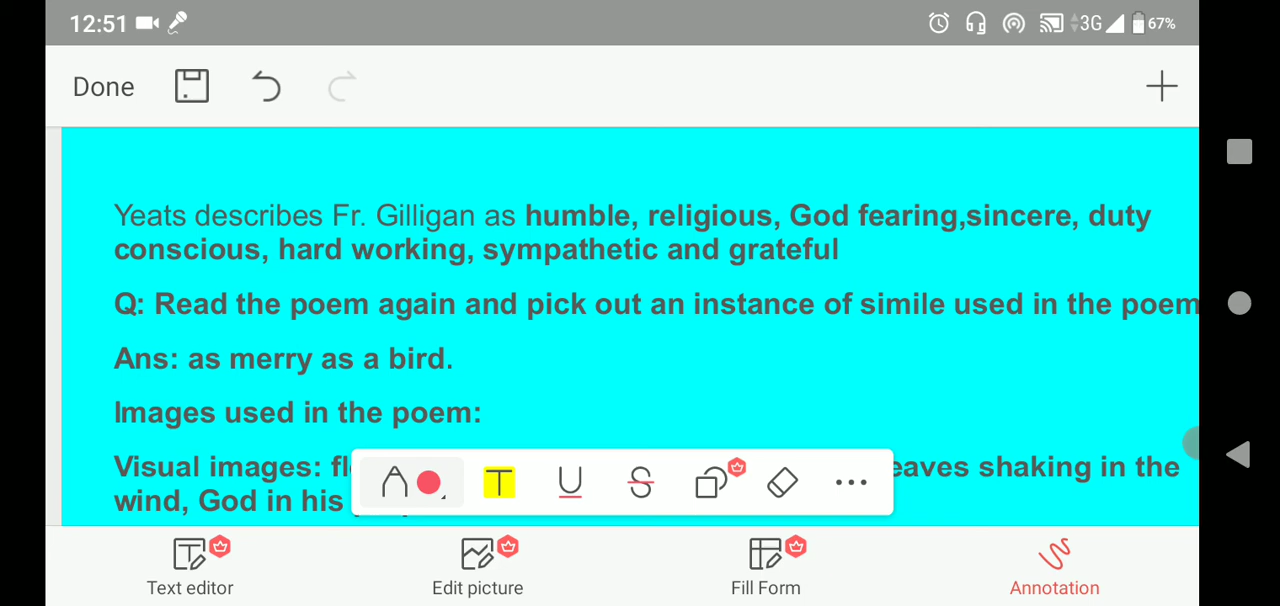 12:51 3G 67%
Done
Yeats describes Fr. Gilligan as humble, religious, God fearing,sincere, duty
conscious, hard working, sympathetic and grateful
Q: Read the poem again and pick out an instance of simile used in the poem
Ans: as merry as a bird.
Images used in the poem:
Visual images: eaves shaking in the
wind, God in his
T U S
Text editor Edit picture Fill Form Annotation